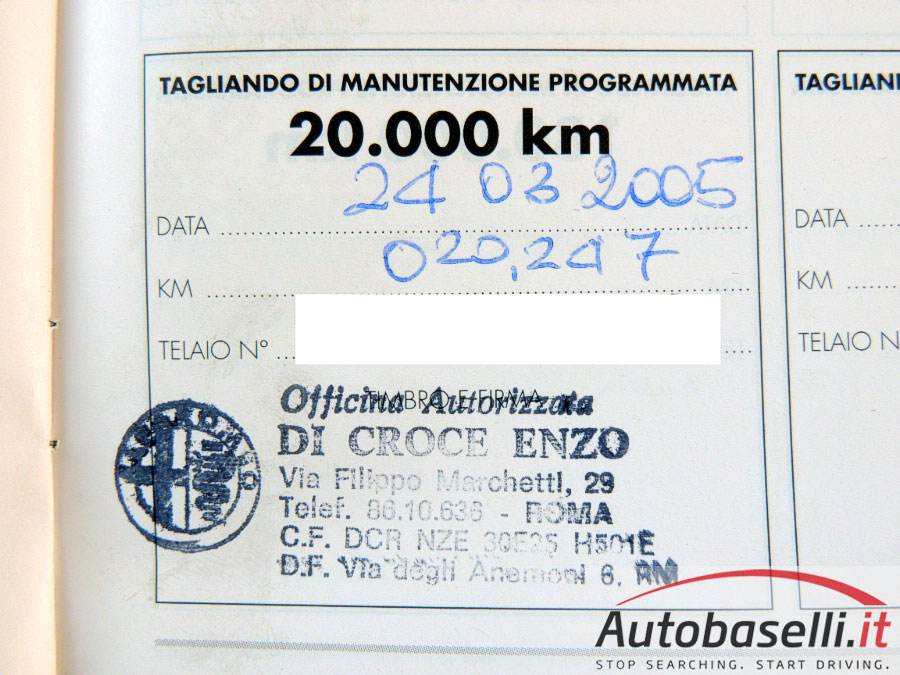 TAGLIANDO DI MANUTENZIONE PROGRAMMATA
20.000 km
DATA 24 03 2005
KM 020,247
TELAIO N°
TIMBRO E FIRMA
Officina Autorizzata
DI CROCE ENZO
Via Filippo Marchetti, 29
Telef. 86.10.636 - ROMA
C.F. DCR NZE 30E25 H501E
D.F. Via degli Anemoni 6. RM
TAGLIAN
DATA
KM
TELAIO N
Autobaselli.it
STOP SEARCHING. START DRIVING.